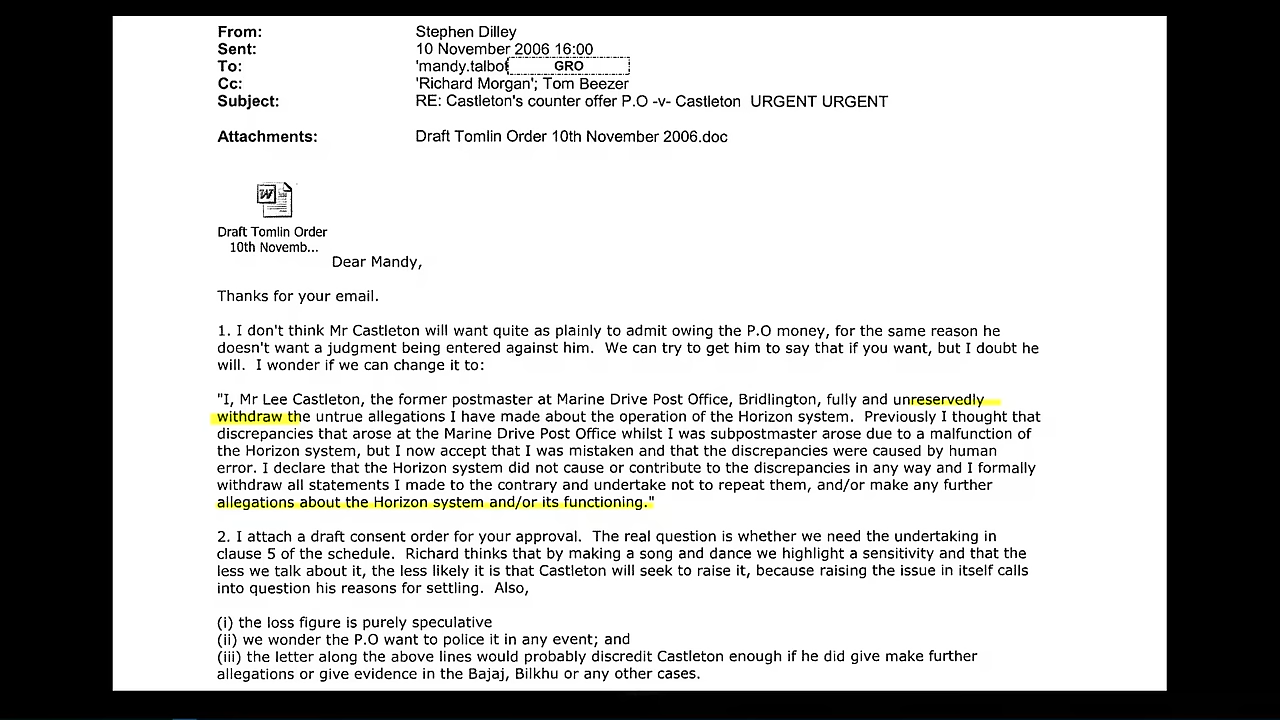 From: Stephen Dilley
Sent: 10 November 2006 16:00
To: 'mandy.talbot GRO
Cc: 'Richard Morgan'; Tom Beezer
Subject: RE: Castleton's counter offer P.O -v- Castleton URGENT URGENT
Attachments: Draft Tomlin Order 10th November 2006.doc
W
Draft Tomlin Order
10th Novemb...
Dear Mandy,
Thanks for your email.
1. I don't think Mr Castleton will want quite as plainly to admit owing the P.O money, for the same reason he
doesn't want a judgment being entered against him. We can try to get him to say that if you want, but I doubt he
will. I wonder if we can change it to:
"I, Mr Lee Castleton, the former postmaster at Marine Drive Post Office, Bridlington, fully and unreservedly
withdraw the untrue allegations I have made about the operation of the Horizon system. Previously I thought that
discrepancies that arose at the Marine Drive Post Office whilst I was subpostmaster arose due to a malfunction of
the Horizon system, but I now accept that I was mistaken and that the discrepancies were caused by human
error. I declare that the Horizon system did not cause or contribute to the discrepancies in any way and I formally
withdraw all statements I made to the contrary and undertake not to repeat them, and/or make any further
allegations about the Horizon system and/or its functioning."
2. I attach a draft consent order for your approval. The real question is whether we need the undertaking in
clause 5 of the schedule. Richard thinks that by making a song and dance we highlight a sensitivity and that the
less we talk about it, the less likely it is that Castleton will seek to raise it, because raising the issue in itself calls
into question his reasons for settling. Also,
(i) the loss figure is purely speculative
(ii) we wonder the P.O want to police it in any event; and
(iii) the letter along the above lines would probably discredit Castleton enough if he did give make further
allegations or give evidence in the Bajaj, Bilkhu or any other cases.